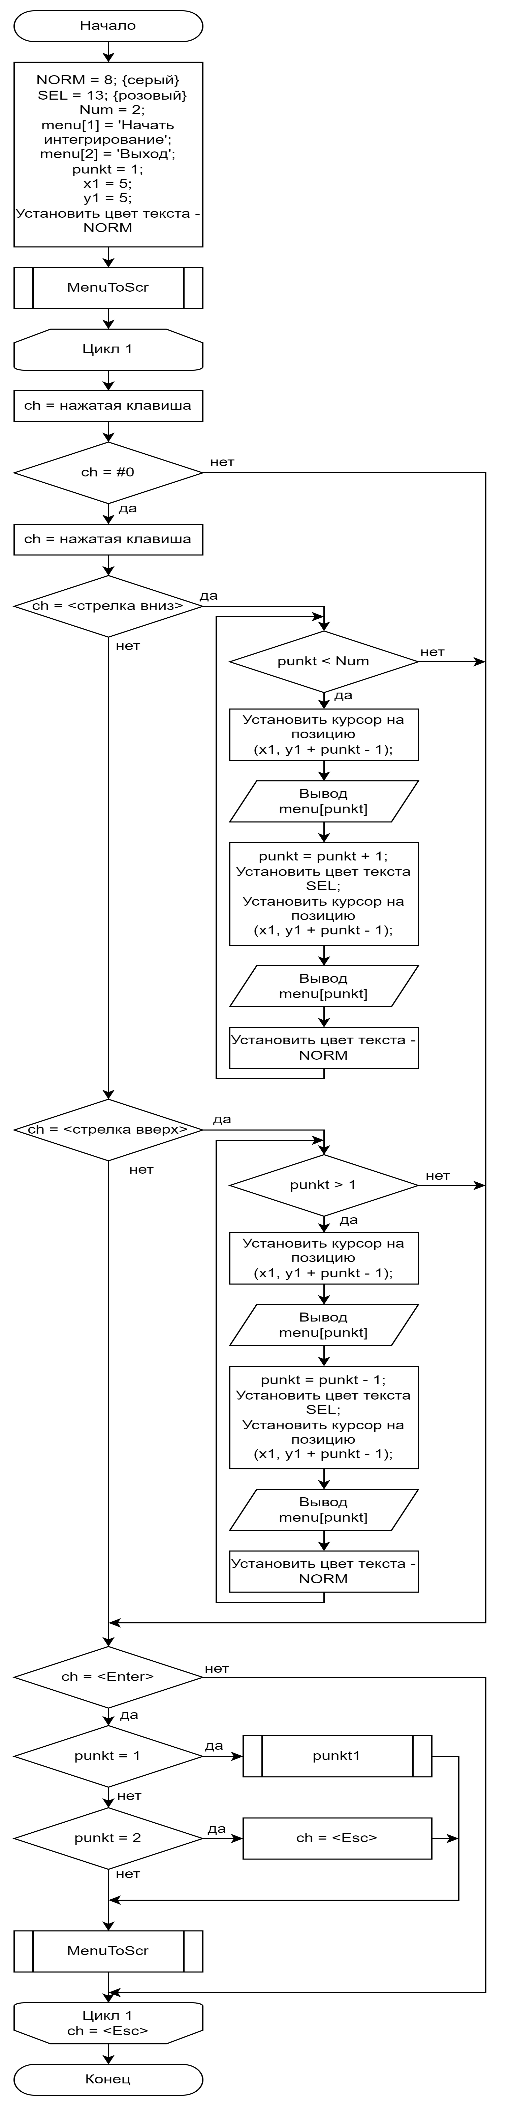 Начало
NORM = 8; {серый}
SEL = 13; {розовый}
Num = 2;
menu[1] = 'Начать
интегрирование';
menu[2] = 'Выход';
punkt = 1;
x1 = 5;
y1 = 5;
Установить цвет текста -
NORM
MenuToScr
Цикл 1
ch = нажатая клавиша
ch = #0
нет
да
ch = нажатая клавиша
ch = <стрелка вниз>
да
нет
punkt < Num
нет
да
Установить курсор на
позицию
(x1, y1 + punkt - 1);
Вывод
menu[punkt]
punkt = punkt + 1;
Установить цвет текста
SEL;
Установить курсор на
позицию
(x1, y1 + punkt - 1);
Вывод
menu[punkt]
Установить цвет текста -
NORM
ch = <стрелка вверх>
да
нет
punkt > 1
нет
да
Установить курсор на
позицию
(x1, y1 + punkt - 1);
Вывод
menu[punkt]
punkt = punkt - 1;
Установить цвет текста
SEL;
Установить курсор на
позицию
(x1, y1 + punkt - 1);
Вывод
menu[punkt]
Установить цвет текста -
NORM
ch = <Enter>
нет
да
punkt = 1
да
punkt1
нет
punkt = 2
да
ch = <Esc>
нет
MenuToScr
Цикл 1
ch = <Esc>
Конец